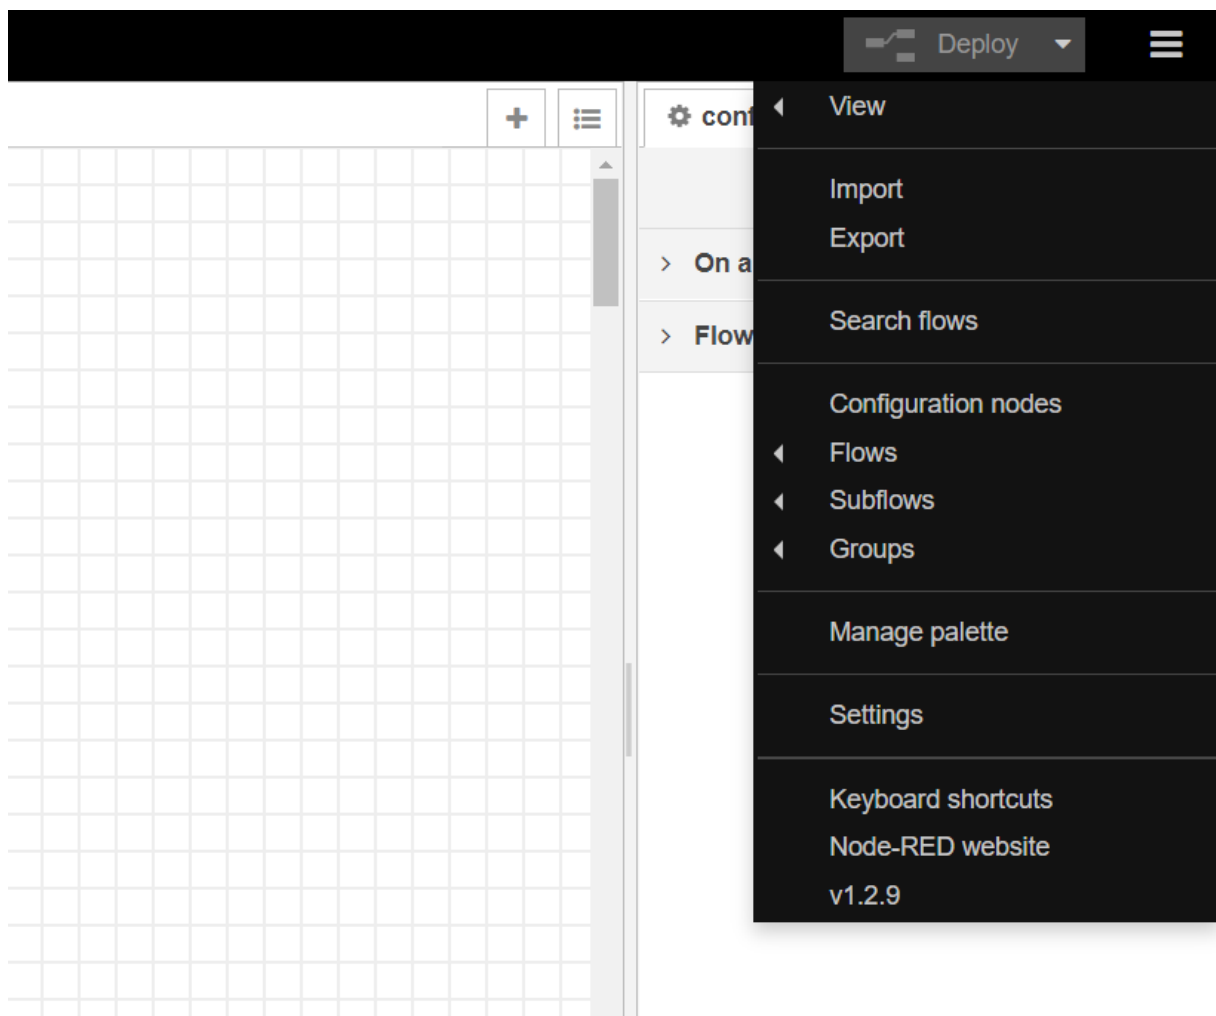 Deploy
conf
View
Import
Export
On a
Search flows
Flow
Configuration nodes
Flows
Subflows
Groups
Manage palette
Settings
Keyboard shortcuts
Node-RED website
v1.2.9